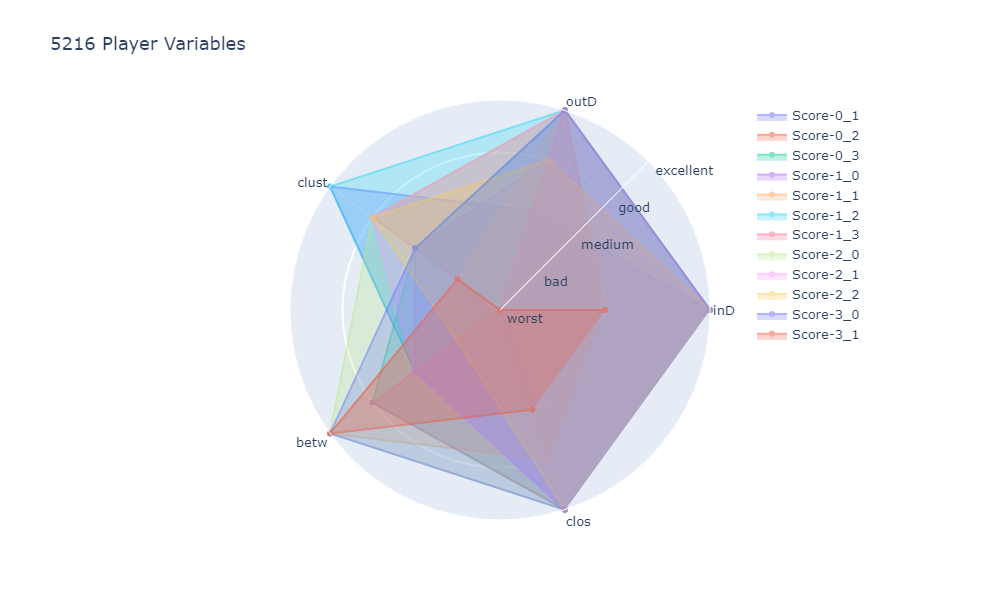 5216 Player Variables
outD
clust
excellent
good
medium
bad
worst
inD
betw
clos
Score-0_1
Score-0_2
Score-0_3
Score-1_0
Score-1_1
Score-1_2
Score-1_3
Score-2_0
Score-2_1
Score-2_2
Score-3_0
Score-3_1